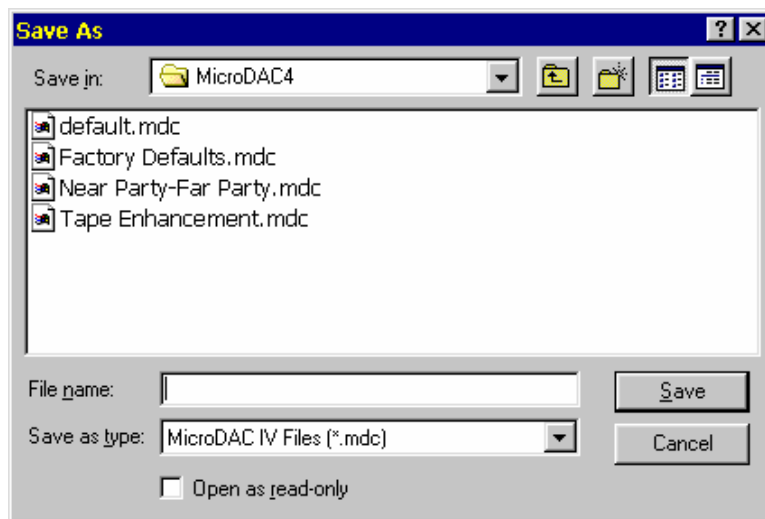 Save As
Save in: MicroDAC4
default.mdc
Factory Defaults.mdc
Near Party-Far Party.mdc
Tape Enhancement.mdc
File name: Save
Save as type: MicroDAC IV Files (*.mdc) Cancel
Open as read-only